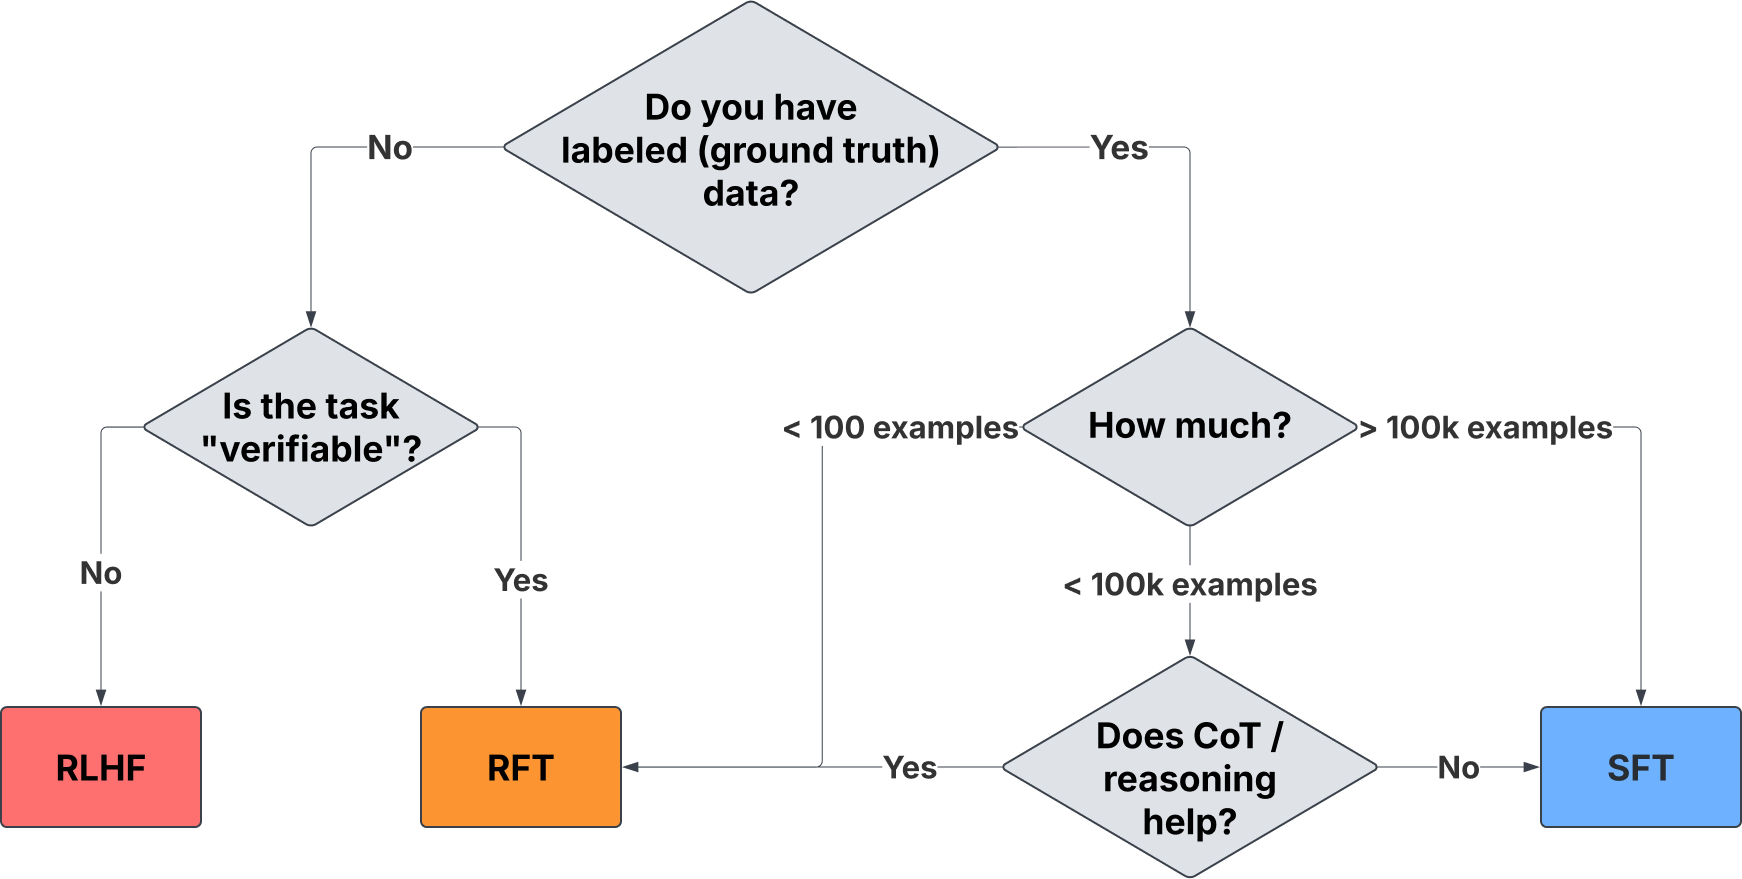 Do you have
labeled (ground truth)
data?
No
Yes
Is the task
"verifiable"?
< 100 examples
How much?
> 100k examples
No
Yes
< 100k examples
RLHF
RFT
Yes
Does CoT /
reasoning
help?
No
SFT